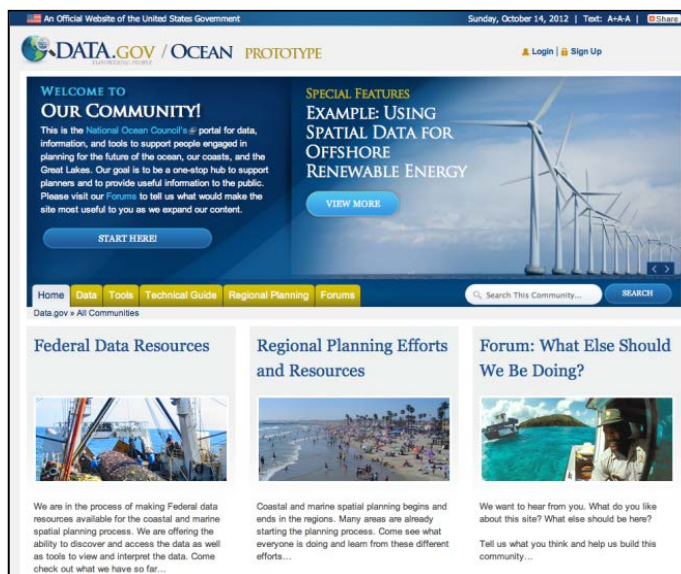 An Official Website of the United States Government
Sunday, October 14, 2012 | Text: A+A-A | Share
DATA.GOV / OCEAN PROTOTYPE
EMPOWERING PEOPLE
Login | Sign Up
WELCOME TO
OUR COMMUNITY!
This is the National Ocean Council's portal for data,
information, and tools to support people engaged in
planning for the future of the ocean, our coasts, and the
Great Lakes. Our goal is to be a one-stop hub to support
planners and to provide useful information to the public.
Please visit our Forums to tell us what would make the
site most useful to you as we expand our content.
START HERE!
SPECIAL FEATURES
EXAMPLE: USING
SPATIAL DATA FOR
OFFSHORE
RENEWABLE ENERGY
VIEW MORE
Home Data Tools Technical Guide Regional Planning Forums
Search This Community...
SEARCH
Data.gov » All Communities
Federal Data Resources
We are in the process of making Federal data
resources available for the coastal and marine
spatial planning process. We are offering the
ability to discover and access the data as well
as tools to view and interpret the data. Come
check out what we have so far...
Regional Planning Efforts
and Resources
Coastal and marine spatial planning begins and
ends in the regions. Many areas are already
starting the planning process. Come see what
everyone is doing and learn from these different
efforts...
Forum: What Else Should
We Be Doing?
We want to hear from you. What do you like
about this site? What else should be here?
Tell us what you think and help us build this
community...